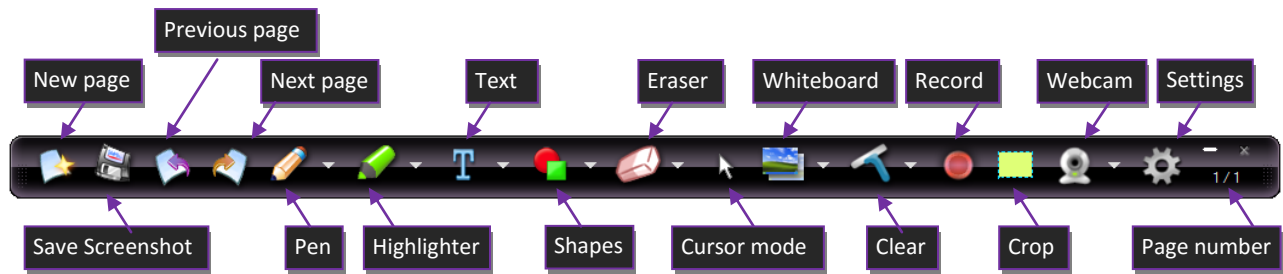 Previous page
New page
Next page
Text
Eraser
Whiteboard
Record
Webcam
Settings
T
1/1
Save Screenshot
Pen
Highlighter
Shapes
Cursor mode
Clear
Crop
Page number